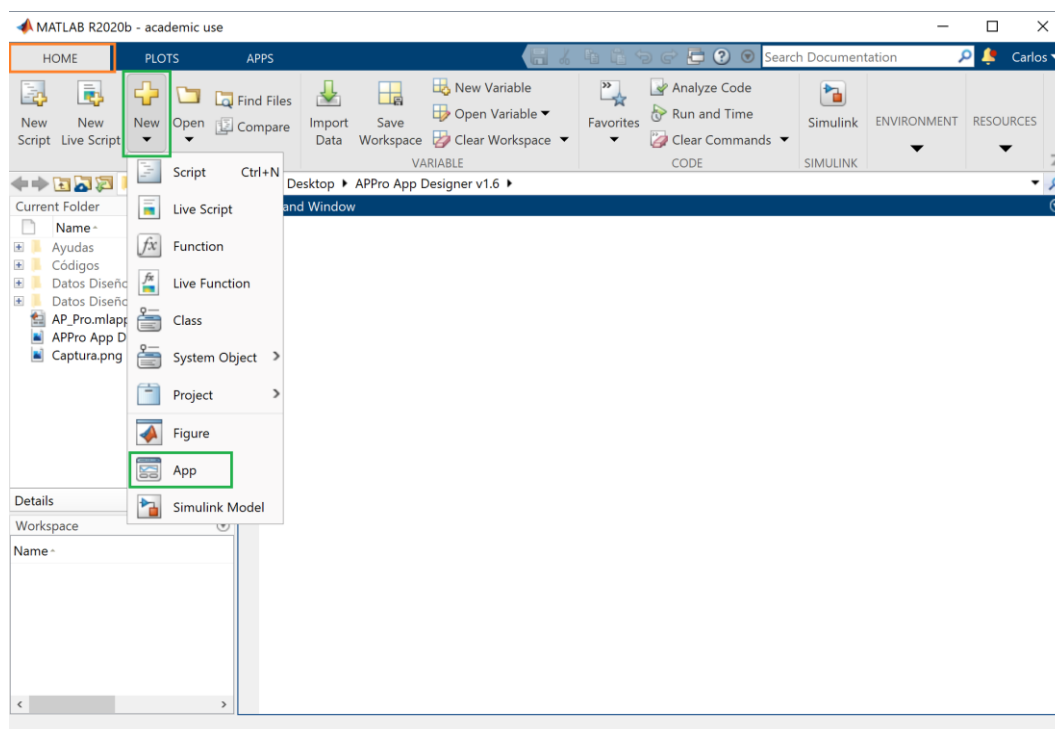 MATLAB R2020b - academic use
HOME PLOTS APPS Search Documentation Carlos
New Script
New Live Script
New
Open
Find Files
Compare
Import Data
Save Workspace
New Variable
Open Variable
Clear Workspace
VARIABLE
Favorites
Analyze Code
Run and Time
Clear Commands
CODE
Simulink
SIMULINK
ENVIRONMENT
RESOURCES
Desktop APPro App Designer v1.6
Current Folder
and Window
Name
Ayudas
Códigos
Datos Diseño
Datos Diseño
AP_Pro.mlapp
APPro App D
Captura.png
Script Ctrl+N
Live Script
fx Function
fx Live Function
Class
System Object
Project
Figure
App
Simulink Model
Details
Workspace
Name